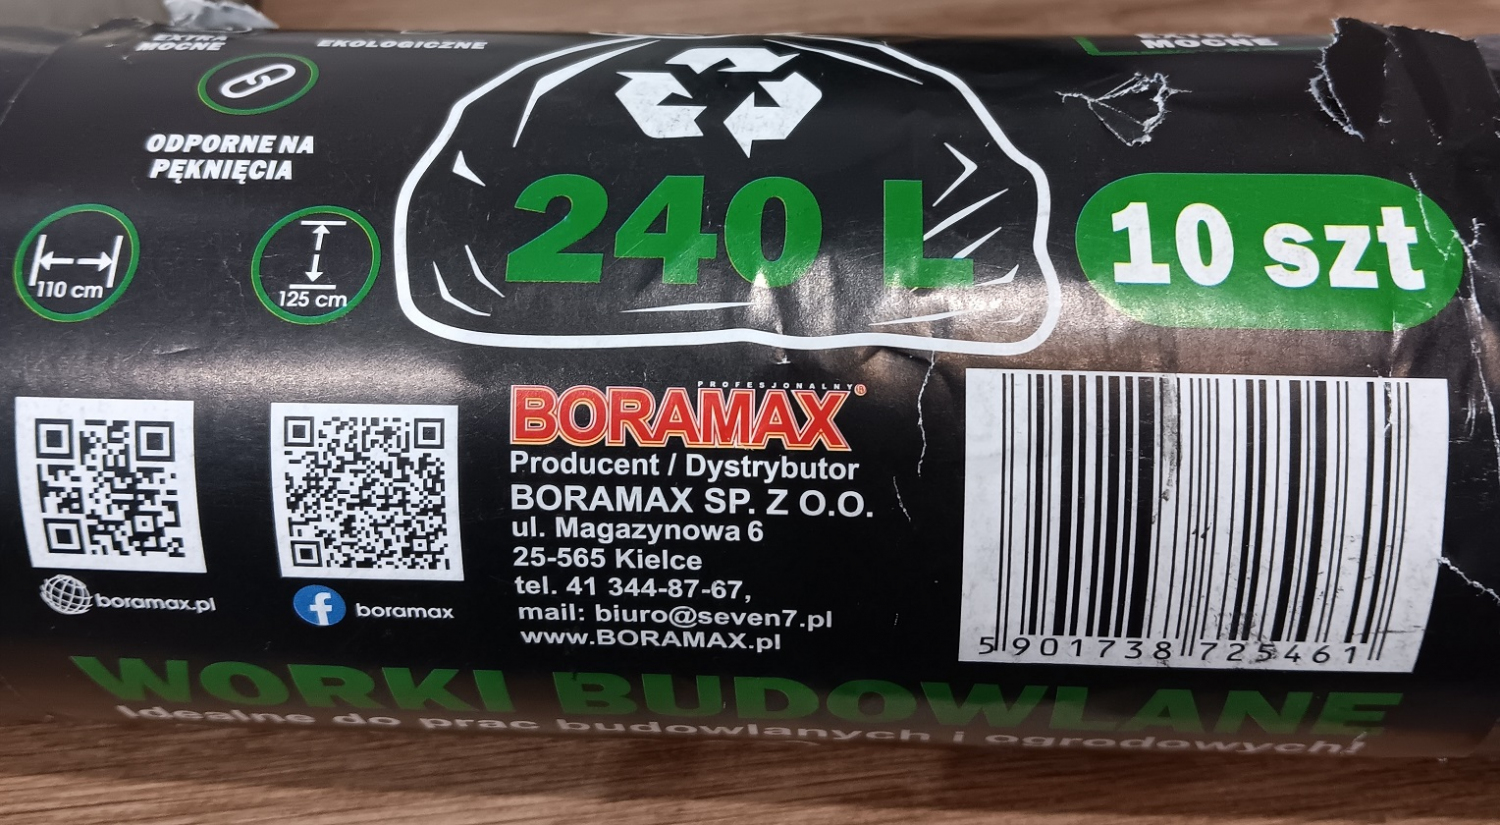 EXTRA
MOCNE
EKOLOGICZNE
EXTRA
MOCNE
ODPORNE NA
PĘKNIĘCIA
110 cm
125 cm
240 L
10 szt
PROFESJONALNY
BORAMAX®
Producent / Dystrybutor
BORAMAX SP. Z O.O.
ul. Magazynowa 6
25-565 Kielce
tel. 41 344-87-67,
mail: biuro@seven7.pl
www.BORAMAX.pl
boramax.pl
boramax
5 901738 725461
WORKI BUDOWLANE
Idealne do prac budowlanych i ogrodowych!